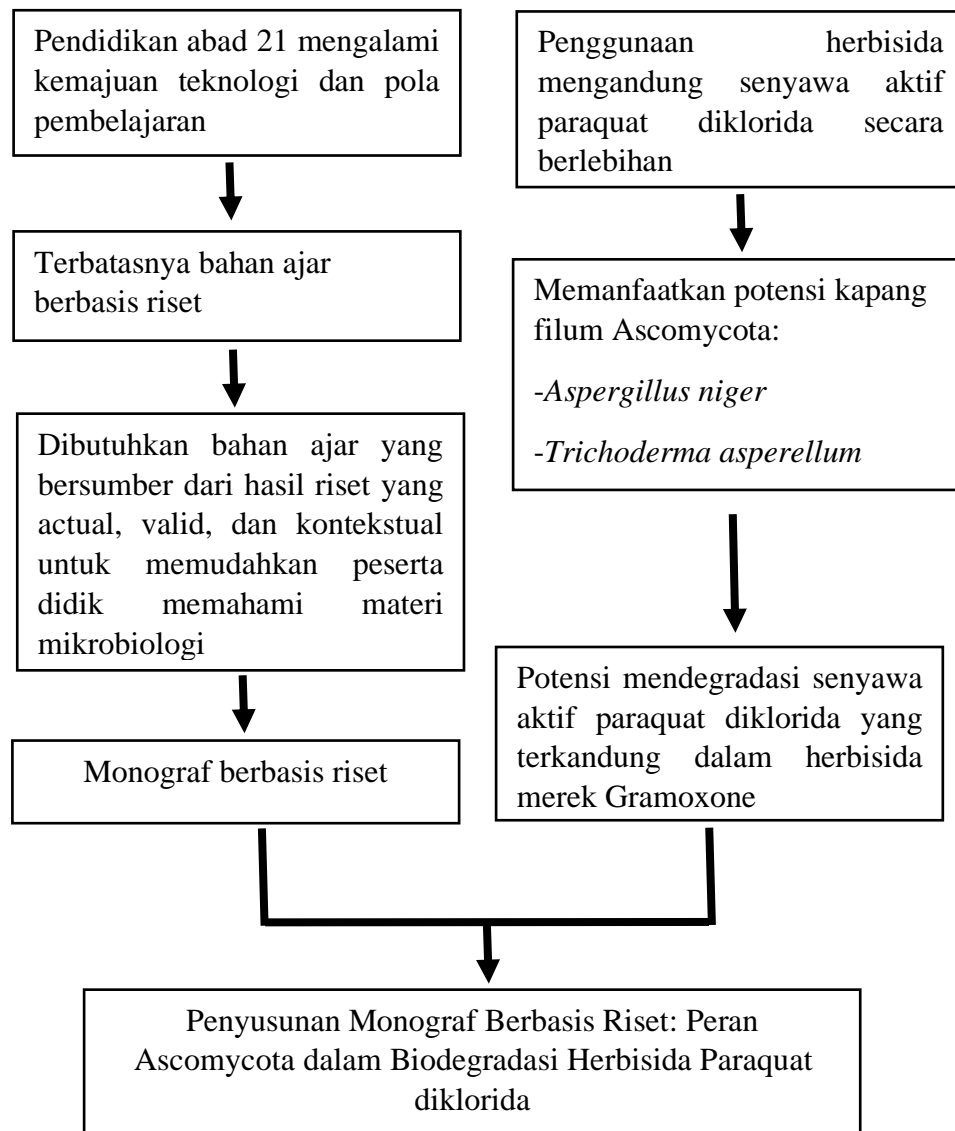 Pendidikan abad 21 mengalami
kemajuan teknologi dan pola
pembelajaran
Terbatasnya bahan ajar
berbasis riset
Dibutuhkan bahan ajar yang
bersumber dari hasil riset yang
actual, valid, dan kontekstual
untuk memudahkan peserta
didik memahami materi
mikrobiologi
Monograf berbasis riset
Penggunaan herbisida
mengandung senyawa aktif
paraquat diklorida secara
berlebihan
Memanfaatkan potensi kapang
filum Ascomycota:
-Aspergillus niger
-Trichoderma asperellum
Potensi mendegradasi senyawa
aktif paraquat diklorida yang
terkandung dalam herbisida
merek Gramoxone
Penyusunan Monograf Berbasis Riset: Peran
Ascomycota dalam Biodegradasi Herbisida Paraquat
diklorida